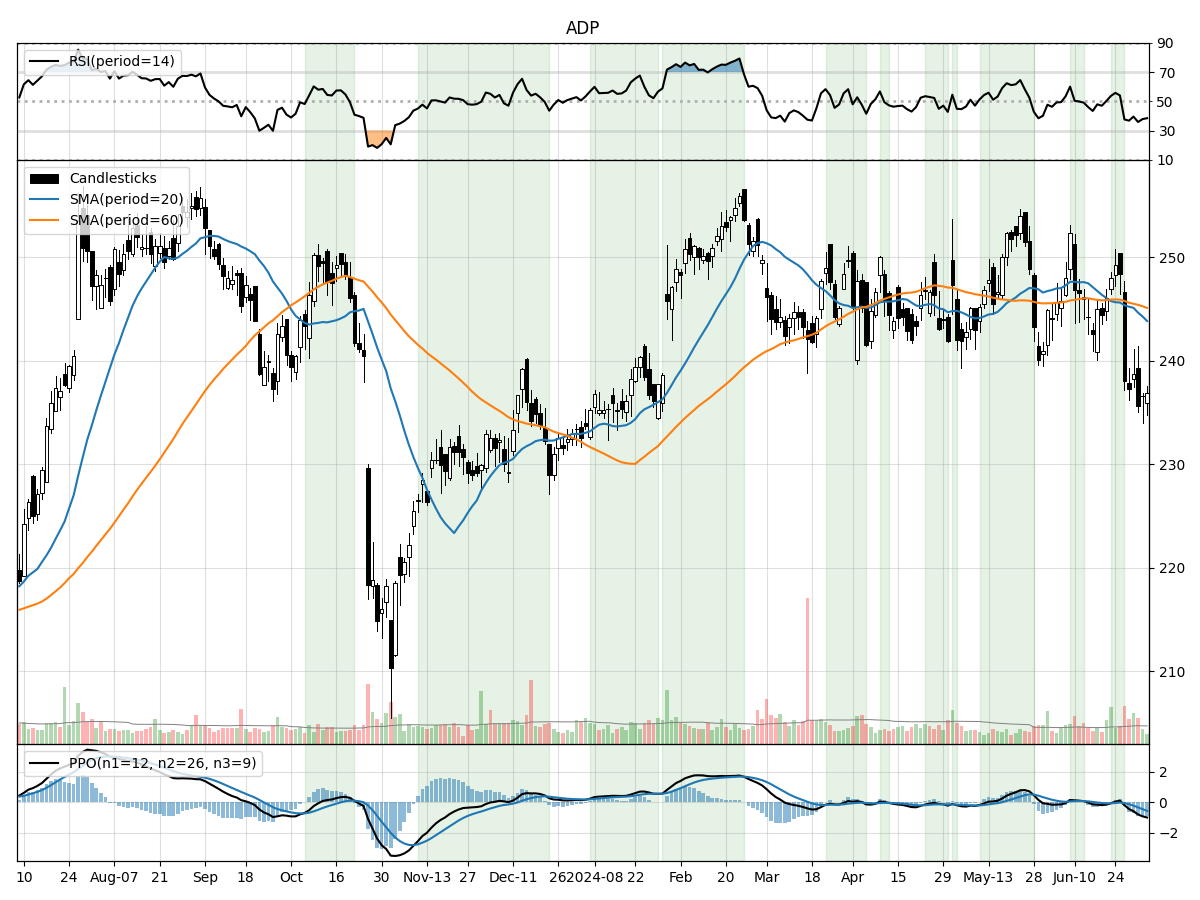 ADP
RSI(period=14)
90
70
50
30
10
Candlesticks
SMA(period=20)
SMA(period=60)
250
240
230
220
210
PPO(n1=12, n2=26, n3=9)
2
0
−2
10 24 Aug-07 21 Sep 18 Oct 16 30 Nov-13 27 Dec-11 26 2024-08 22 Feb 20 Mar 18 Apr 15 29 May-13 28 Jun-10 24